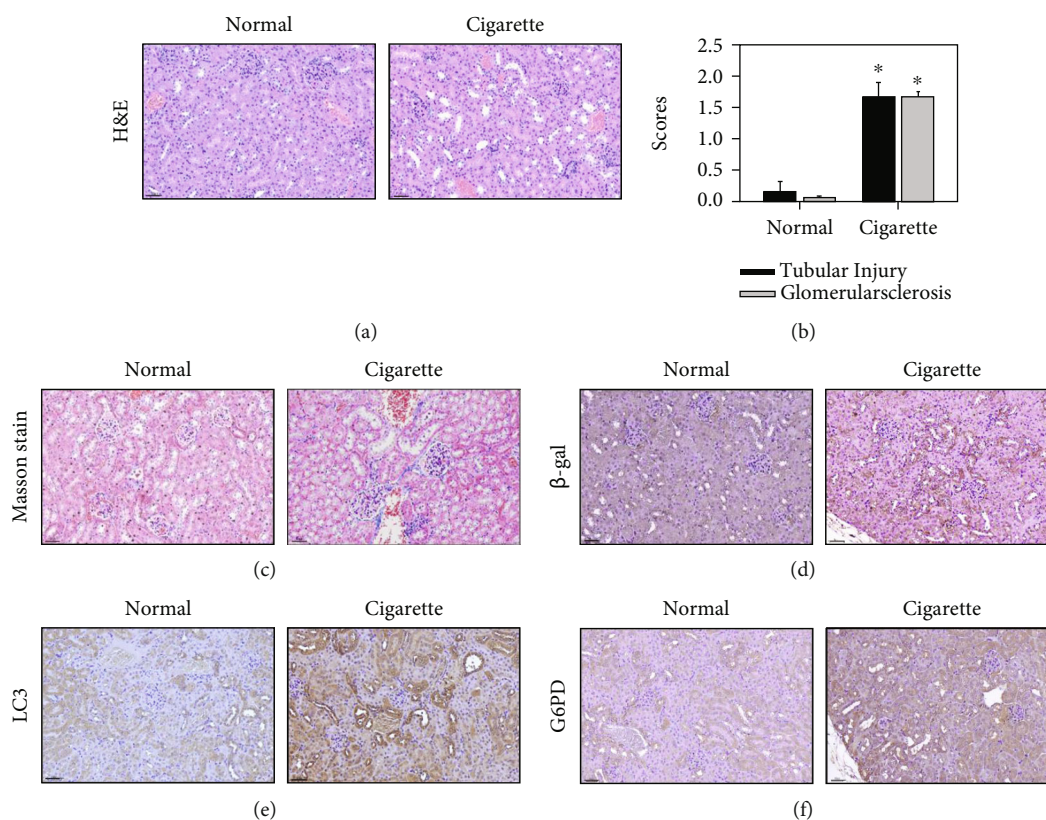 Normal
Cigarette
H&E
(a)
2.5
2.0
1.5
1.0
0.5
0.0
Scores
*
*
Normal
Cigarette
Tubular Injury
Glomerularsclerosis
(b)
Normal
Cigarette
Masson stain
(c)
Normal
Cigarette
β-gal
(d)
Normal
Cigarette
LC3
(e)
Normal
Cigarette
G6PD
(f)